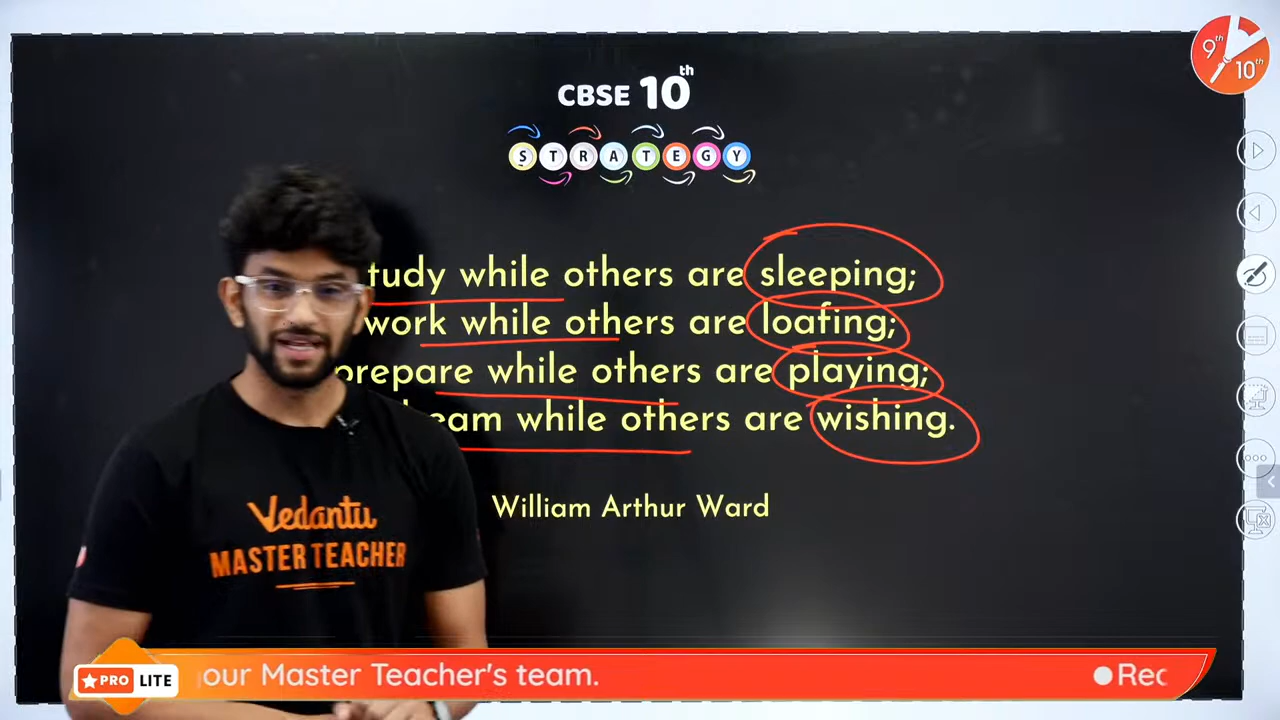 9th
10th
CBSE 10th
STRATEGY
tudy while others are sleeping;
work while others are loafing;
prepare while others are playing;
eam while others are wishing.
William Arthur Ward
Vedantu
MASTER TEACHER
PRO LITE
our Master Teacher's team.
Rec